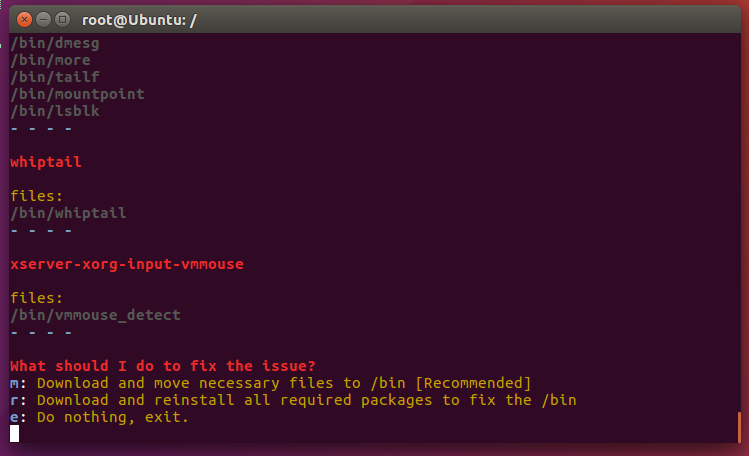 root@Ubuntu: /
/bin/dmesg
/bin/more
/bin/tailf
/bin/mountpoint
/bin/lsblk
- - - -
whiptail
files:
/bin/whiptail
- - - -
xserver-xorg-input-vmmouse
files:
/bin/vmmouse_detect
- - - -
What should I do to fix the issue?
m: Download and move necessary files to /bin [Recommended]
r: Download and reinstall all required packages to fix the /bin
e: Do nothing, exit.